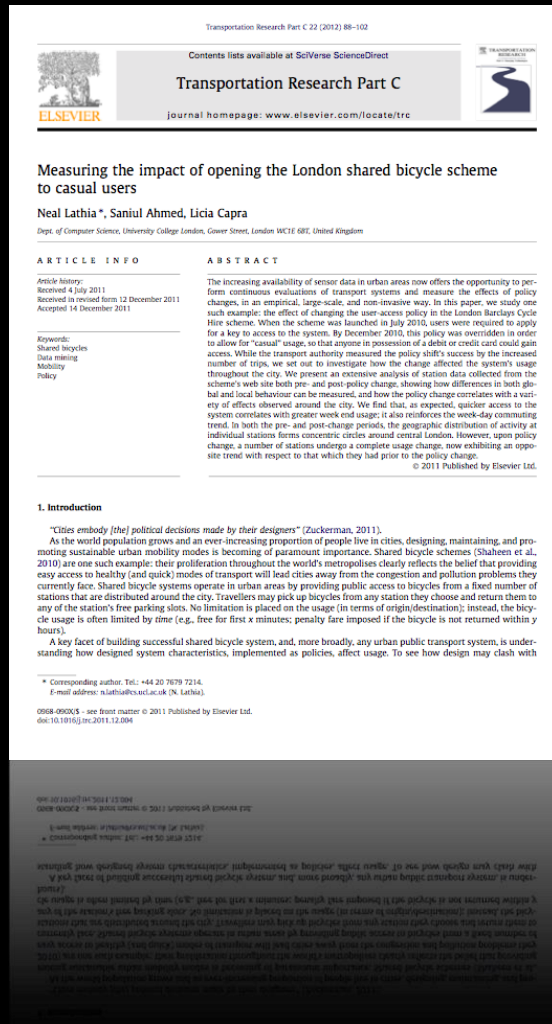 Transportation Research Part C 22 (2012) 88–102
Contents lists available at SciVerse ScienceDirect
Transportation Research Part C
journal homepage: www.elsevier.com/locate/trc
ELSEVIER
TRANSPORTATION
RESEARCH
Measuring the impact of opening the London shared bicycle scheme
to casual users
Neal Lathia *, Saniul Ahmed, Licia Capra
Dept. of Computer Science, University College London, Gower Street, London WC1E 6BT, United Kingdom
ARTICLE INFO
Article history:
Received 4 July 2011
Received in revised form 12 December 2011
Accepted 14 December 2011
Keywords:
Shared bicycles
Data mining
Mobility
Policy
ABSTRACT
The increasing availability of sensor data in urban areas now offers the opportunity to per-
form continuous evaluations of transport systems and measure the effects of policy
changes, in an empirical, large-scale, and non-invasive way. In this paper, we study one
such example: the effect of changing the user-access policy in the London Barclays Cycle
Hire scheme. When the scheme was launched in July 2010, users were required to apply
for a key to access to the system. By December 2010, this policy was overridden in order
to allow for "casual" usage, so that anyone in possession of a debit or credit card could gain
access. While the transport authority measured the policy shift's success by the increased
number of trips, we set out to investigate how the change affected the system's usage
throughout the city. We present an extensive analysis of station data collected from the
scheme's web site both pre- and post-policy change, showing how differences in both glo-
bal and local behaviour can be measured, and how the policy change correlates with a vari-
ety of effects observed around the city. We find that, as expected, quicker access to the
system correlates with greater week end usage; it also reinforces the week-day commuting
trend. In both the pre- and post-change periods, the geographic distribution of activity at
individual stations forms concentric circles around central London. However, upon policy
change, a number of stations undergo a complete usage change, now exhibiting an oppo-
site trend with respect to that which they had prior to the policy change.
© 2011 Published by Elsevier Ltd.
1. Introduction
"Cities embody [the] political decisions made by their designers" (Zuckerman, 2011).
As the world population grows and an ever-increasing proportion of people live in cities, designing, maintaining, and pro-
moting sustainable urban mobility modes is becoming of paramount importance. Shared bicycle schemes (Shaheen et al.,
2010) are one such example: their proliferation throughout the world's metropolises clearly reflects the belief that providing
easy access to healthy (and quick) modes of transport will lead cities away from the congestion and pollution problems they
currently face. Shared bicycle systems operate in urban areas by providing public access to bicycles from a fixed number of
stations that are distributed around the city. Travellers may pick up bicycles from any station they choose and return them to
any of the station's free parking slots. No limitation is placed on the usage (in terms of origin/destination); instead, the bicy-
cle usage is often limited by time (e.g., free for first x minutes; penalty fare imposed if the bicycle is not returned within y
hours).
A key facet of building successful shared bicycle system, and, more broadly, any urban public transport system, is under-
standing how designed system characteristics, implemented as policies, affect usage. To see how design may clash with
* Corresponding author. Tel.: +44 20 7679 7214.
E-mail address: n.lathia@cs.ucl.ac.uk (N. Lathia).
0968-090X/$ - see front matter © 2011 Published by Elsevier Ltd.
doi:10.1016/j.trc.2011.12.004